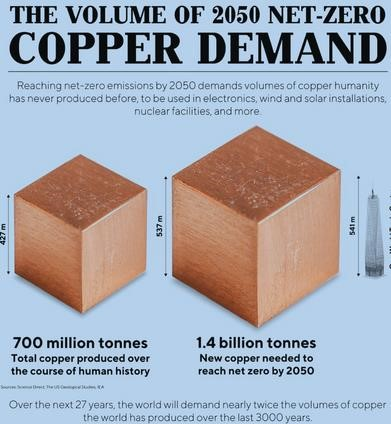 THE VOLUME OF 2050 NET-ZERO
COPPER DEMAND
Reaching net-zero emissions by 2050 demands volumes of copper humanity
has never produced before, to be used in electronics, wind and solar installations,
nuclear facilities, and more.
427 m
537 m
541 m
700 million tonnes
Total copper produced over
the course of human history
1.4 billion tonnes
New copper needed to
reach net zero by 2050
Sources: Science Direct, The US Geological Studies, IEA
Over the next 27 years, the world will demand nearly twice the volumes of copper
the world has produced over the last 3000 years.